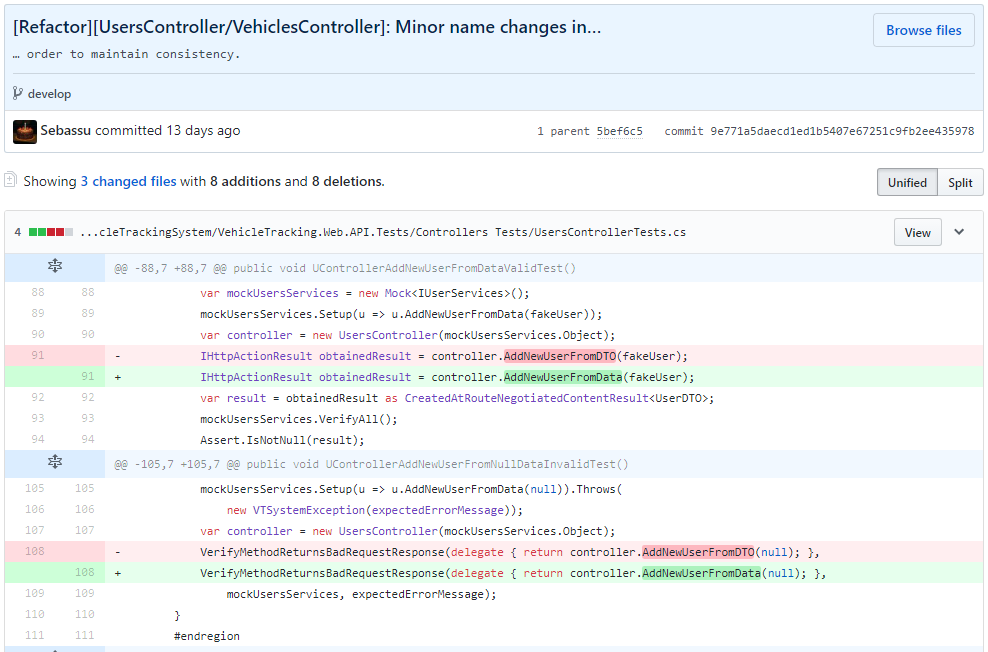 [Refactor][UsersController/VehiclesController]: Minor name changes in...
Browse files
… order to maintain consistency.
develop
Sebassu committed 13 days ago
1 parent 5bef6c5 commit 9e771a5daecd1ed1b5407e67251c9fb2ee435978
Showing 3 changed files with 8 additions and 8 deletions.
Unified Split
4 ...cleTrackingSystem/VehicleTracking.Web.API.Tests/Controllers Tests/UsersControllerTests.cs View
@@ -88,7 +88,7 @@ public void UControllerAddNewUserFromDataValidTest()
88 88 var mockUsersServices = new Mock<IUserServices>();
89 89 mockUsersServices.Setup(u => u.AddNewUserFromData(fakeUser));
90 90 var controller = new UsersController(mockUsersServices.Object);
91 - IHttpActionResult obtainedResult = controller.AddNewUserFromDTO(fakeUser);
91 + IHttpActionResult obtainedResult = controller.AddNewUserFromData(fakeUser);
92 92 var result = obtainedResult as CreatedAtRouteNegotiatedContentResult<UserDTO>;
93 93 mockUsersServices.VerifyAll();
94 94 Assert.IsNotNull(result);
@@ -105,7 +105,7 @@ public void UControllerAddNewUserFromNullDataInvalidTest()
105 105 mockUsersServices.Setup(u => u.AddNewUserFromData(null)).Throws(
106 106 new VTSystemException(expectedErrorMessage));
107 107 var controller = new UsersController(mockUsersServices.Object);
108 - VerifyMethodReturnsBadRequestResponse(delegate { return controller.AddNewUserFromDTO(null); },
108 + VerifyMethodReturnsBadRequestResponse(delegate { return controller.AddNewUserFromData(null); },
109 109 mockUsersServices, expectedErrorMessage);
110 110 }
111 111 #endregion